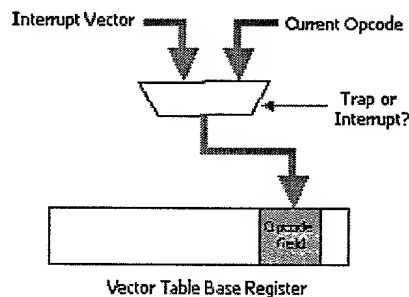 Interrupt Vector
Current Opcode
Trap or
Interrupt?
Opcode
field
Vector Table Base Register